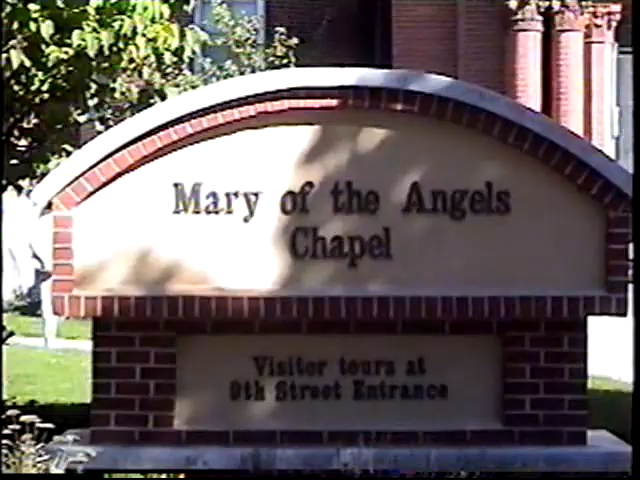 Mary of the Angels
Chapel
Visitor tours at
9th Street Entrance